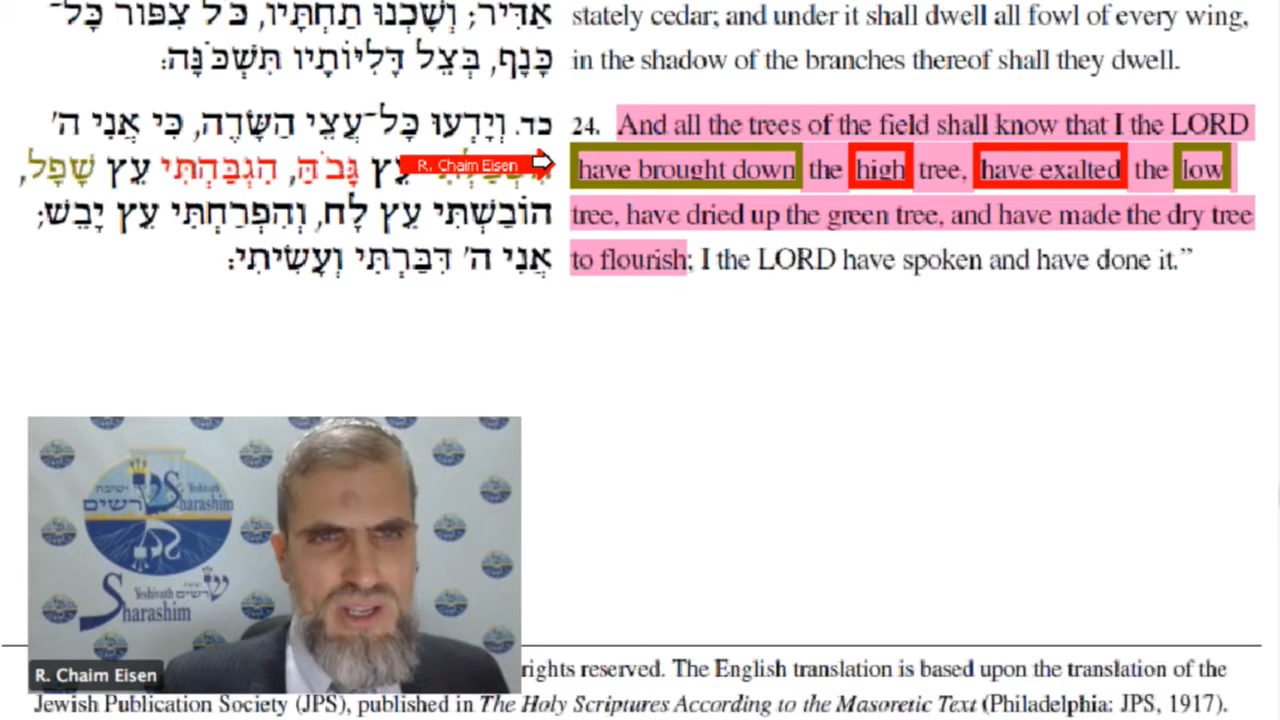 אַדִּיר; וְשָׁכְנוּ תַחְתָּיו, כֹּל צִפּוֹר כָּל־
כָּנָף, בְּצֵל דָּלִיּוֹתָיו תִּשְׁכֹּנָּה:
stately cedar; and under it shall dwell all fowl of every wing,
in the shadow of the branches thereof shall they dwell.
כד. וְיָדְעוּ כָּל־עֲצֵי הַשָּׂדֶה, כִּי אֲנִי ה'
עֵץ גָּבֹהַּ, הִגְבַּהְתִּי עֵץ שָׁפָל,
הוֹבַשְׁתִּי עֵץ לָח, וְהִפְרַחְתִּי עֵץ יָבֵשׁ;
אֲנִי ה' דִּבַּרְתִּי וְעָשִׂיתִי:
R. Chaim Eisen
24. And all the trees of the field shall know that I the LORD
have brought down the high tree, have exalted the low
tree, have dried up the green tree, and have made the dry tree
to flourish; I the LORD have spoken and have done it.”
ישיבת
שרשים
Yeshivath
Sharashim
Yeshivath שרשים
Sharashim
R. Chaim Eisen
rights reserved. The English translation is based upon the translation of the
Jewish Publication Society (JPS), published in The Holy Scriptures According to the Masoretic Text (Philadelphia: JPS, 1917).